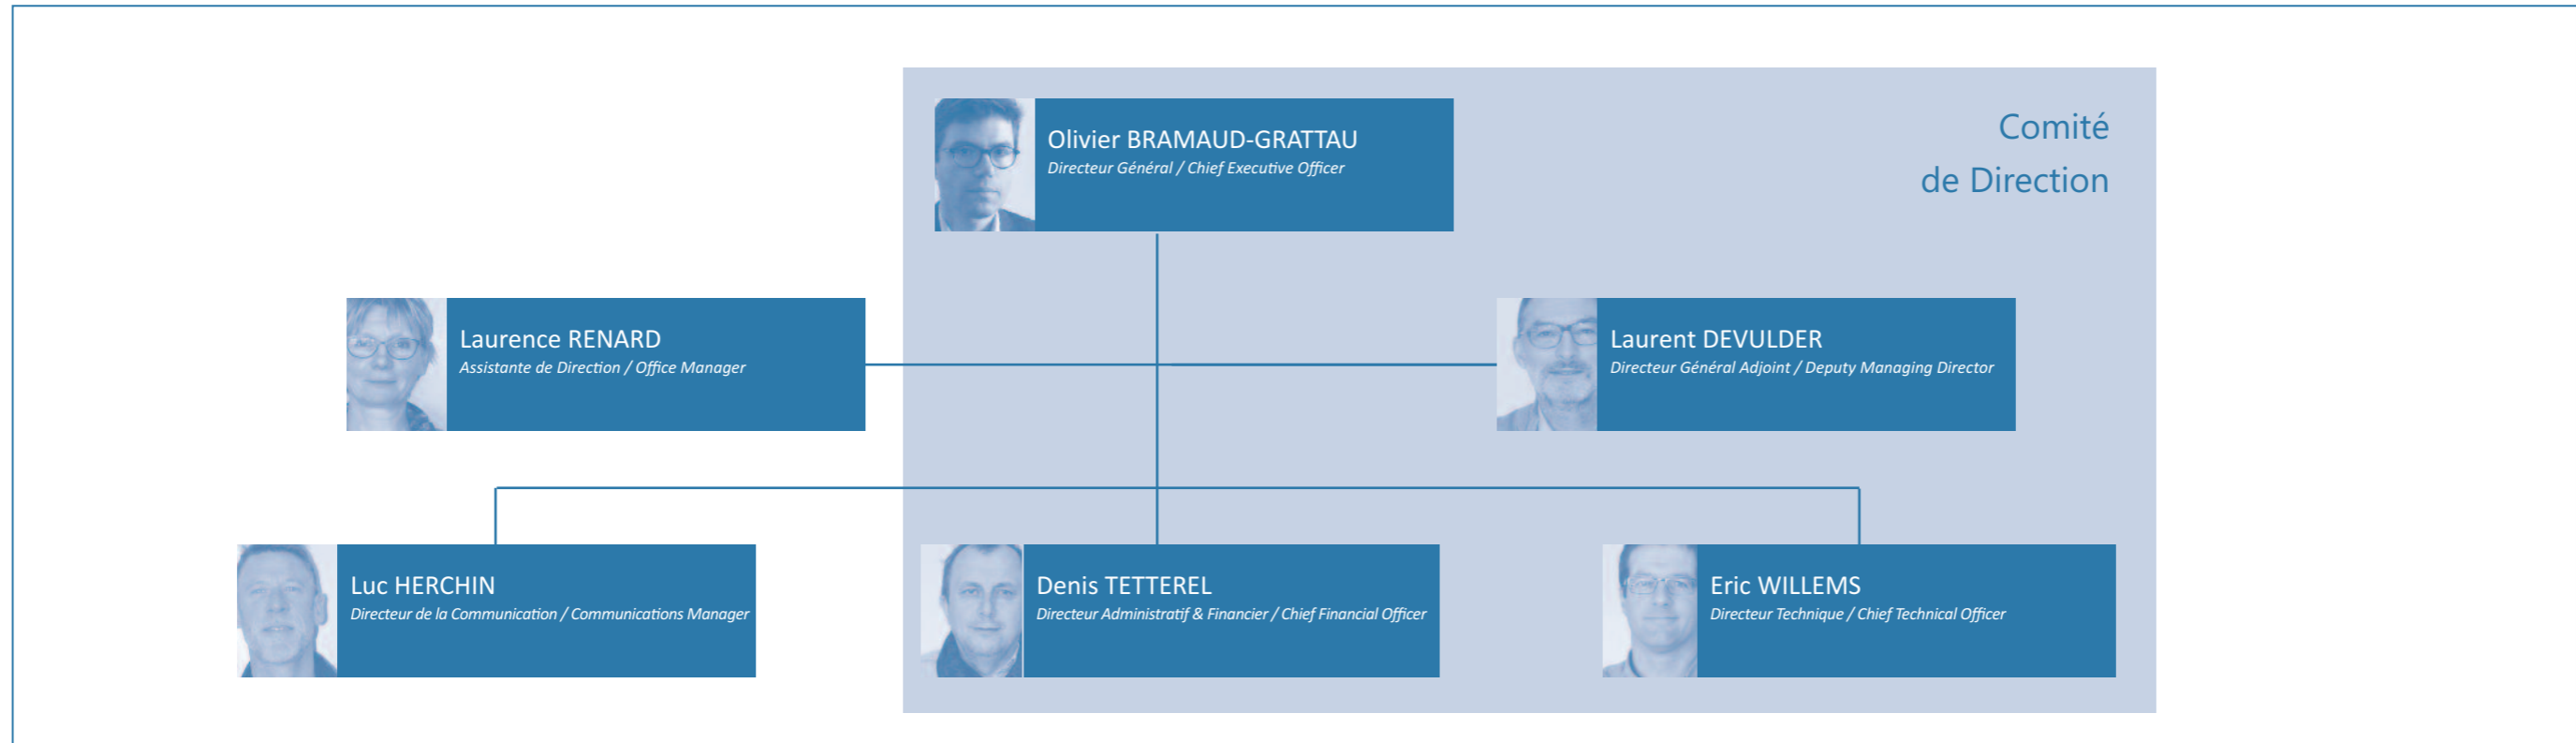 Comité
de Direction
Olivier BRAMAUD-GRATTAU
Directeur Général / Chief Executive Officer
Laurence RENARD
Assistante de Direction / Office Manager
Laurent DEVULDER
Directeur Général Adjoint / Deputy Managing Director
Luc HERCHIN
Directeur de la Communication / Communications Manager
Denis TETTEREL
Directeur Administratif & Financier / Chief Financial Officer
Eric WILLEMS
Directeur Technique / Chief Technical Officer